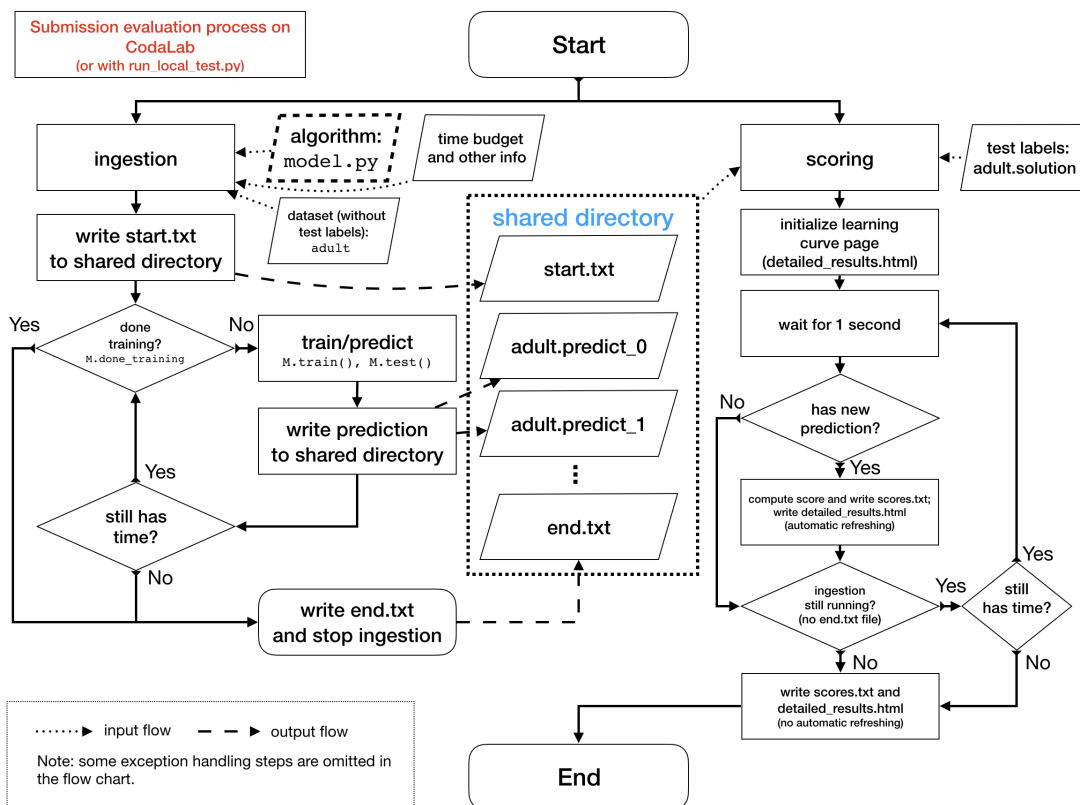 Submission evaluation process on
CodaLab
(or with run_local_test.py)
Start
ingestion
algorithm:
model.py
time budget
and other info
dataset (without
test labels):
adult
scoring
test labels:
adult.solution
write start.txt
to shared directory
shared directory
start.txt
adult.predict_0
adult.predict_1
end.txt
initialize learning
curve page
(detailed_results.html)
wait for 1 second
Yes
done
training?
M.done_training
No
train/predict
M.train(), M.test()
write prediction
to shared directory
Yes
still has
time?
No
write end.txt
and stop ingestion
No
has new
prediction?
Yes
compute score and write scores.txt;
write detailed_results.html
(automatic refreshing)
ingestion
still running?
(no end.txt file)
Yes
Yes
still
has time?
No
No
write scores.txt and
detailed_results.html
(no automatic refreshing)
End
input flow
output flow
Note: some exception handling steps are omitted in
the flow chart.